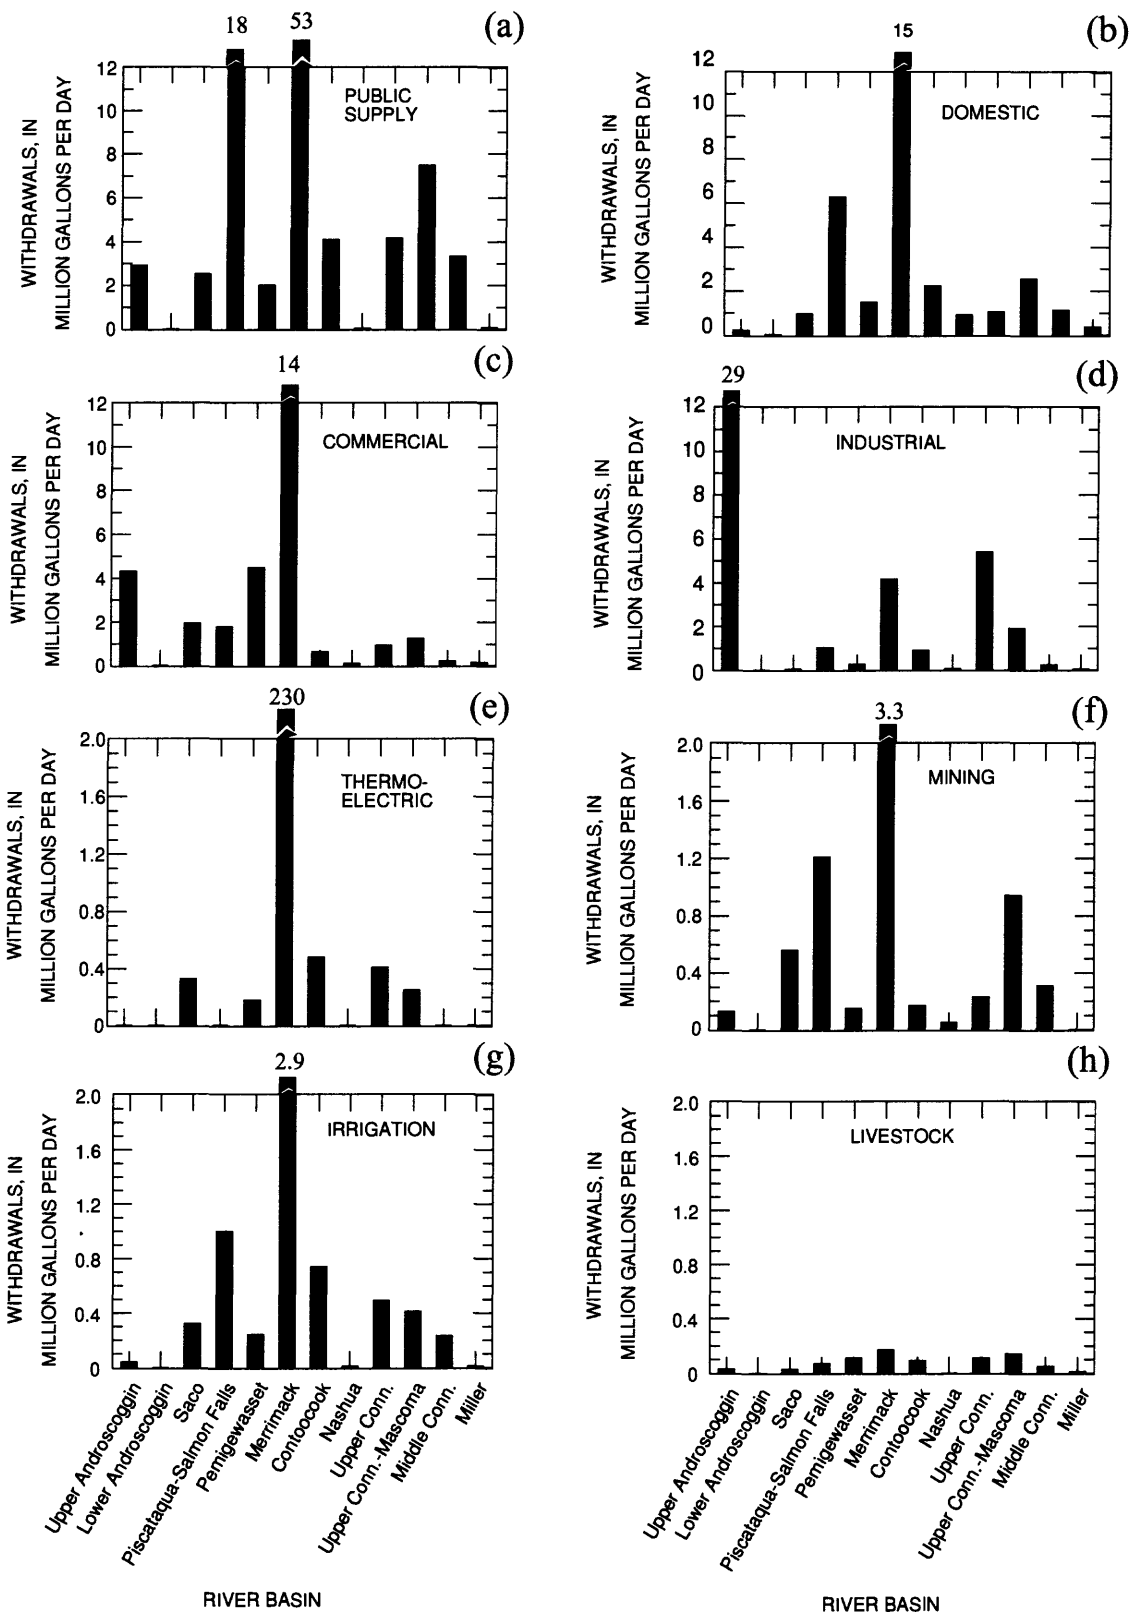 (a)
18
53
WITHDRAWALS, IN
MILLION GALLONS PER DAY
12
10
8
6
4
2
0
PUBLIC
SUPPLY
(b)
15
WITHDRAWALS, IN
MILLION GALLONS PER DAY
12
10
8
6
4
2
0
DOMESTIC
(c)
14
WITHDRAWALS, IN
MILLION GALLONS PER DAY
12
10
8
6
4
2
0
COMMERCIAL
(d)
29
WITHDRAWALS, IN
MILLION GALLONS PER DAY
12
10
8
6
4
2
0
INDUSTRIAL
(e)
230
WITHDRAWALS, IN
MILLION GALLONS PER DAY
2.0
1.6
1.2
0.8
0.4
0
THERMO-
ELECTRIC
(f)
3.3
WITHDRAWALS, IN
MILLION GALLONS PER DAY
2.0
1.6
1.2
0.8
0.4
0
MINING
(g)
2.9
WITHDRAWALS, IN
MILLION GALLONS PER DAY
2.0
1.6
1.2
0.8
0.4
0
IRRIGATION
Upper Androscoggin
Lower Androscoggin
Saco
Piscataqua-Salmon Falls
Pemigewasset
Merrimack
Contoocook
Nashua
Upper Conn.
Upper Conn.-Mascoma
Middle Conn.
Miller
RIVER BASIN
(h)
WITHDRAWALS, IN
MILLION GALLONS PER DAY
2.0
1.6
1.2
0.8
0.4
0
LIVESTOCK
Upper Androscoggin
Lower Androscoggin
Saco
Piscataqua-Salmon Falls
Pemigewasset
Merrimack
Contoocook
Nashua
Upper Conn.
Upper Conn.-Mascoma
Middle Conn.
Miller
RIVER BASIN